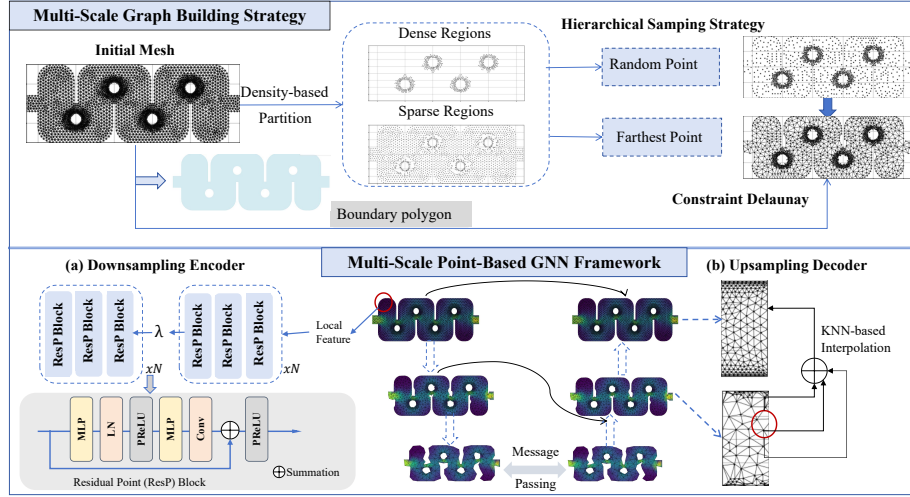 Multi-Scale Graph Building Strategy
Initial Mesh
Density-based
Partition
Dense Regions
Sparse Regions
Hierarchical Samping Strategy
Random Point
Farthest Point
Boundary polygon
Constraint Delaunay
(a) Downsampling Encoder
Multi-Scale Point-Based GNN Framework
(b) Upsampling Decoder
ResP Block
ResP Block
ResP Block
λ
ResP Block
ResP Block
ResP Block
xN
xN
Local
Feature
MLP
LN
PReLU
MLP
Conv
PReLU
Summation
Residual Point (ResP) Block
Message
Passing
KNN-based
Interpolation